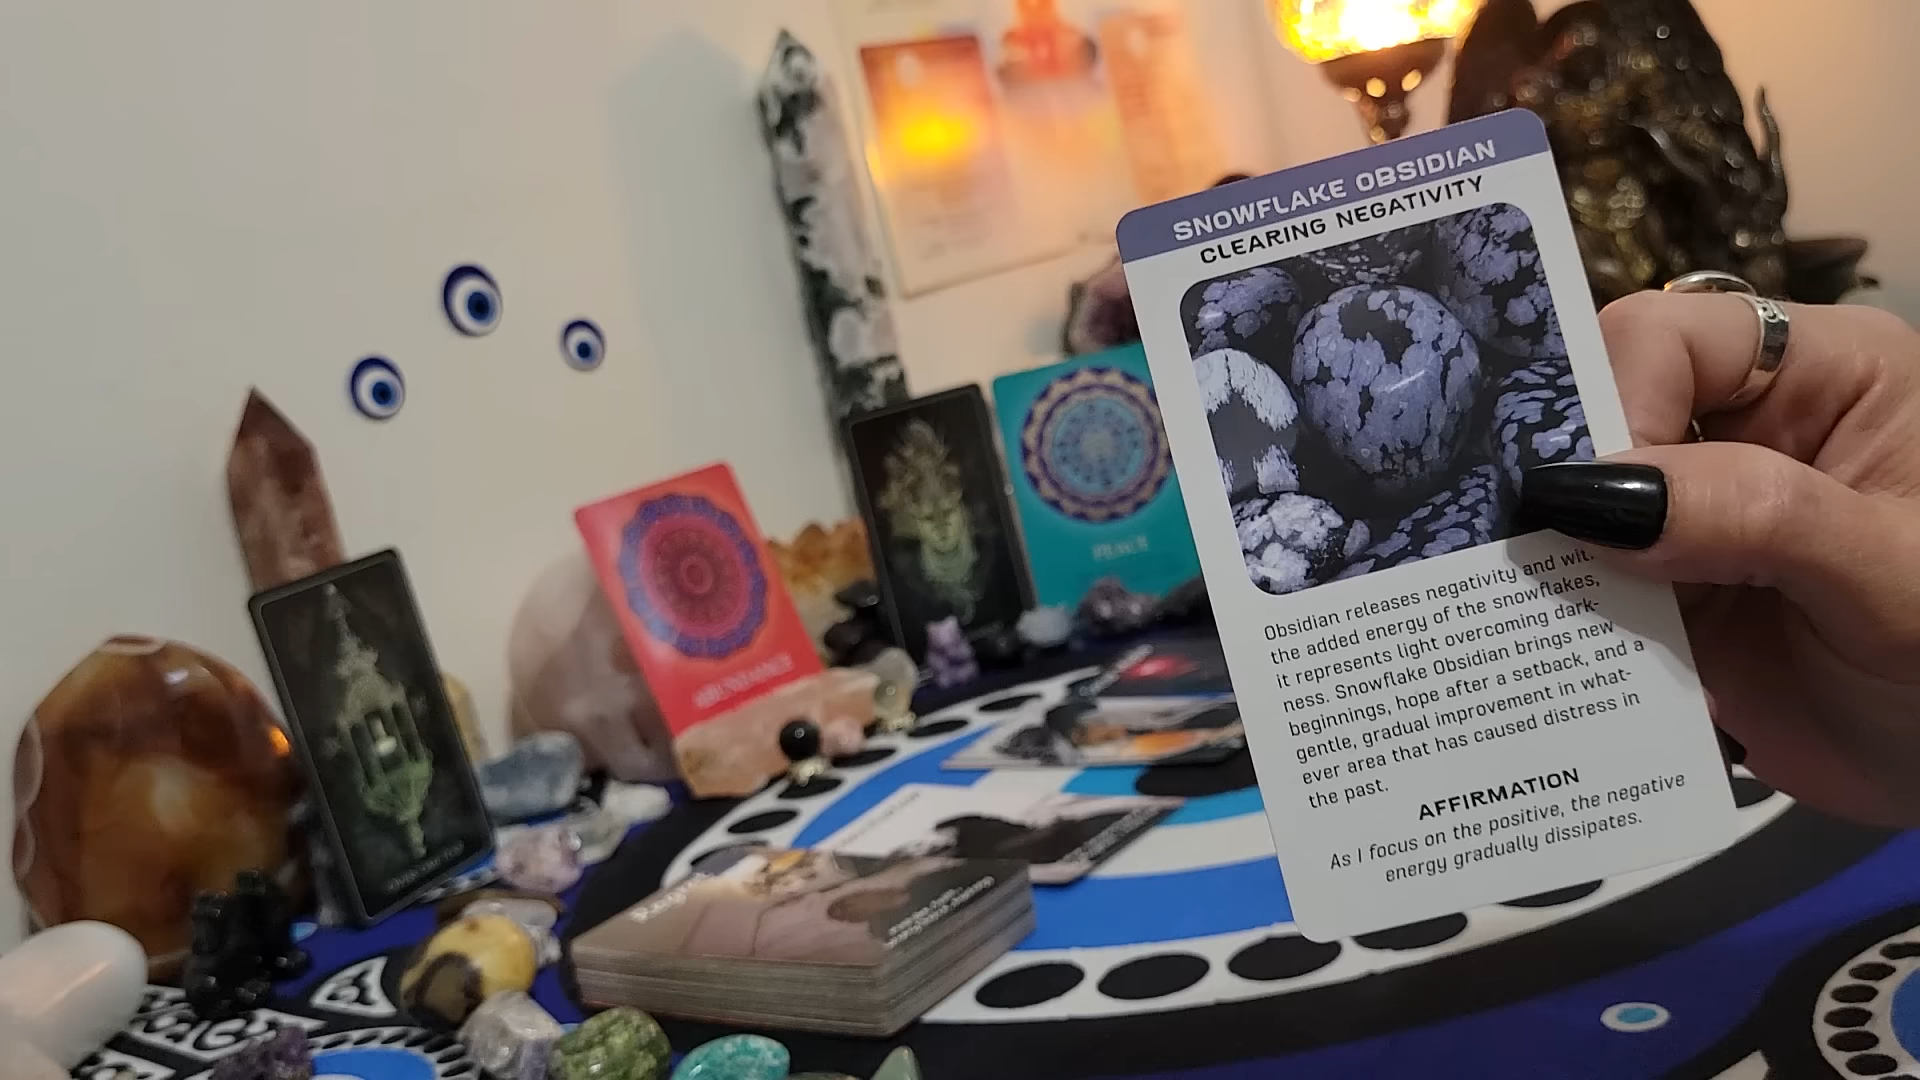 SNOWFLAKE OBSIDIAN
CLEARING NEGATIVITY
Obsidian releases negativity and wit
the added energy of the snowflakes,
it represents light overcoming dark-
ness. Snowflake Obsidian brings new
beginnings, hope after a setback, and a
gentle, gradual improvement in what-
ever area that has caused distress in
the past.
AFFIRMATION
As I focus on the positive, the negative
energy gradually dissipates.
PEACE
ABUNDANCE